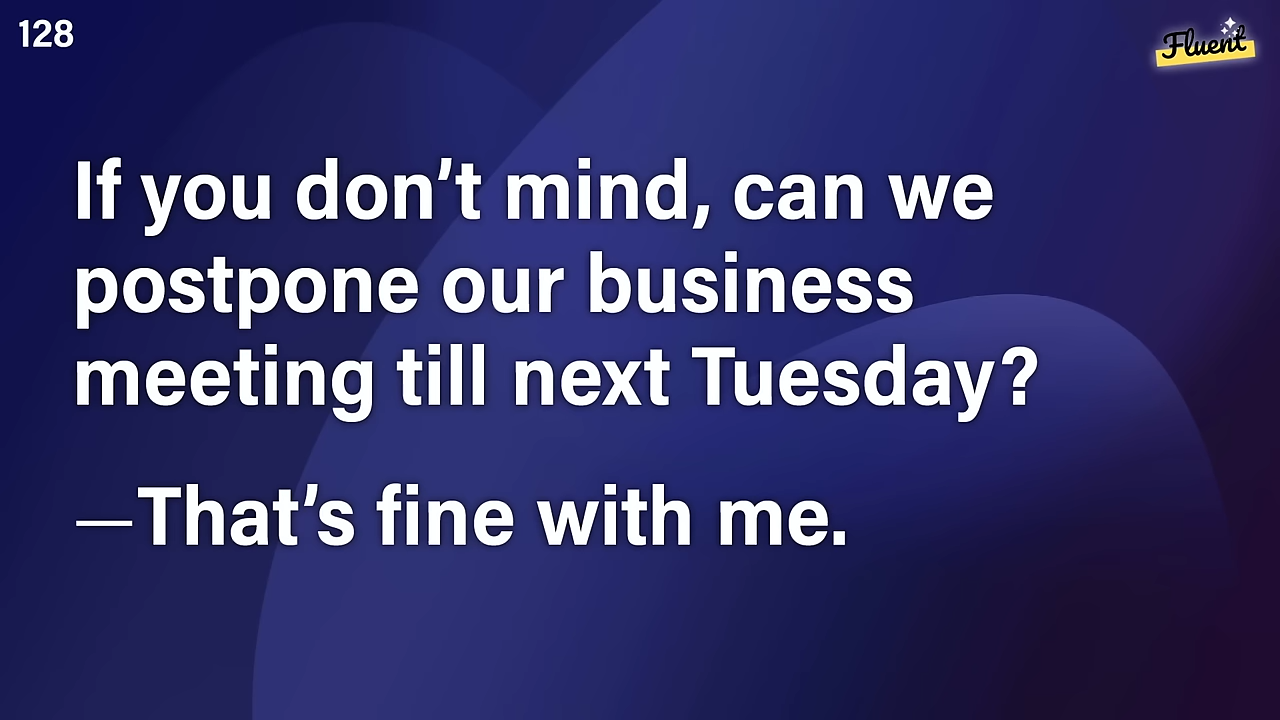 128
Fluent
If you don’t mind, can we
postpone our business
meeting till next Tuesday?
—That’s fine with me.